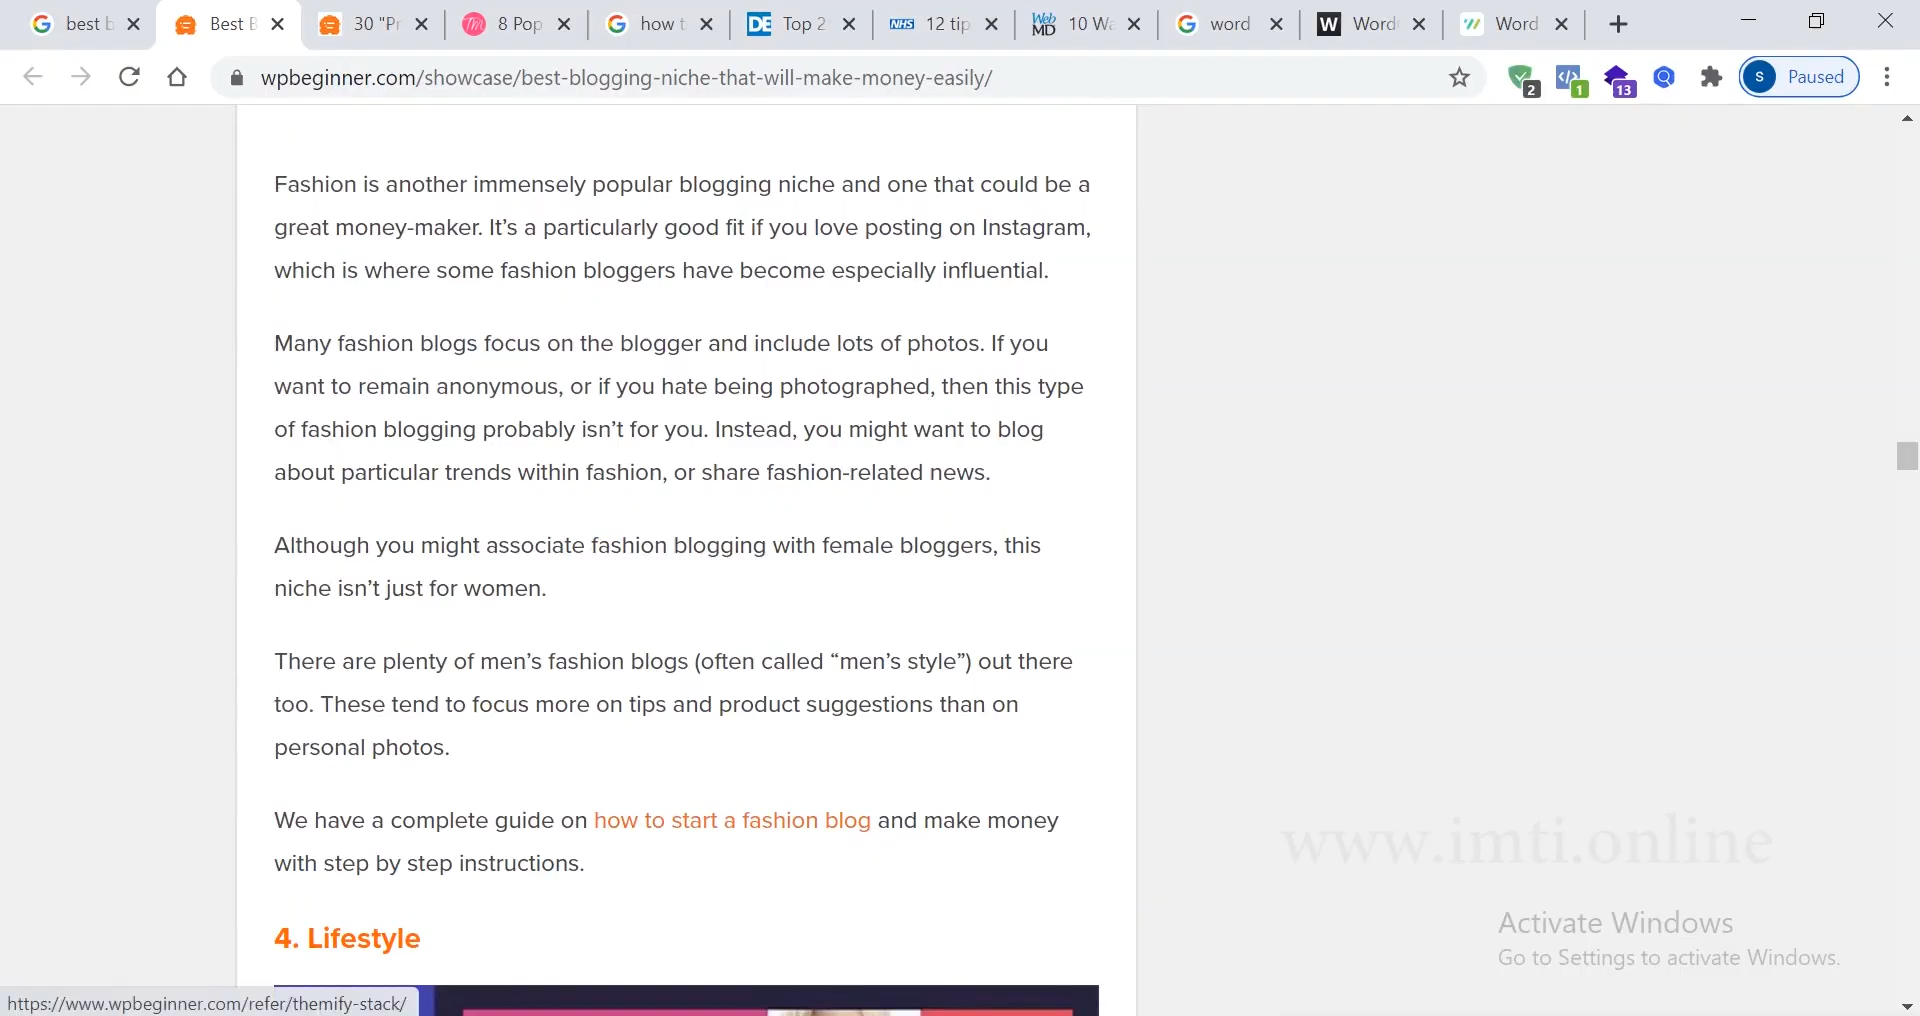 best b
Best B
30 "Pr
8 Pop
how t
DE
Top 2
NHS
12 tip
Web
MD
10 Wa
word
W
Word
Word
wpbeginner.com/showcase/best-blogging-niche-that-will-make-money-easily/
2
1
13
S
Paused
Fashion is another immensely popular blogging niche and one that could be a
great money-maker. It’s a particularly good fit if you love posting on Instagram,
which is where some fashion bloggers have become especially influential.
Many fashion blogs focus on the blogger and include lots of photos. If you
want to remain anonymous, or if you hate being photographed, then this type
of fashion blogging probably isn’t for you. Instead, you might want to blog
about particular trends within fashion, or share fashion-related news.
Although you might associate fashion blogging with female bloggers, this
niche isn’t just for women.
There are plenty of men’s fashion blogs (often called “men’s style”) out there
too. These tend to focus more on tips and product suggestions than on
personal photos.
We have a complete guide on how to start a fashion blog and make money
with step by step instructions.
4. Lifestyle
www.imti.online
Activate Windows
Go to Settings to activate Windows.
https://www.wpbeginner.com/refer/themify-stack/